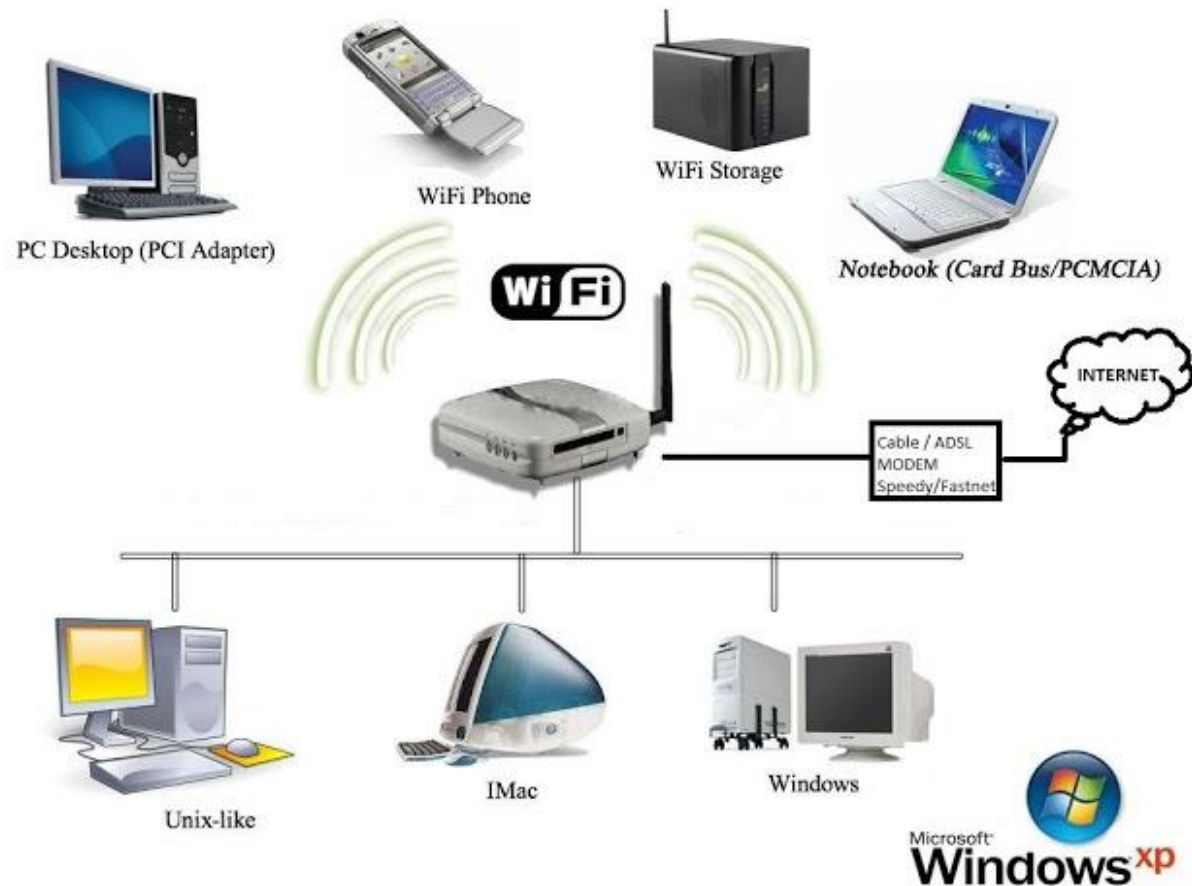 WiFi Phone
WiFi Storage
PC Desktop (PCI Adapter)
Notebook (Card Bus/PCMCIA)
Wi Fi
INTERNET
Cable / ADSL
MODEM
Speedy/Fastnet
Unix-like
IMac
Windows
Microsoft
Windows xp